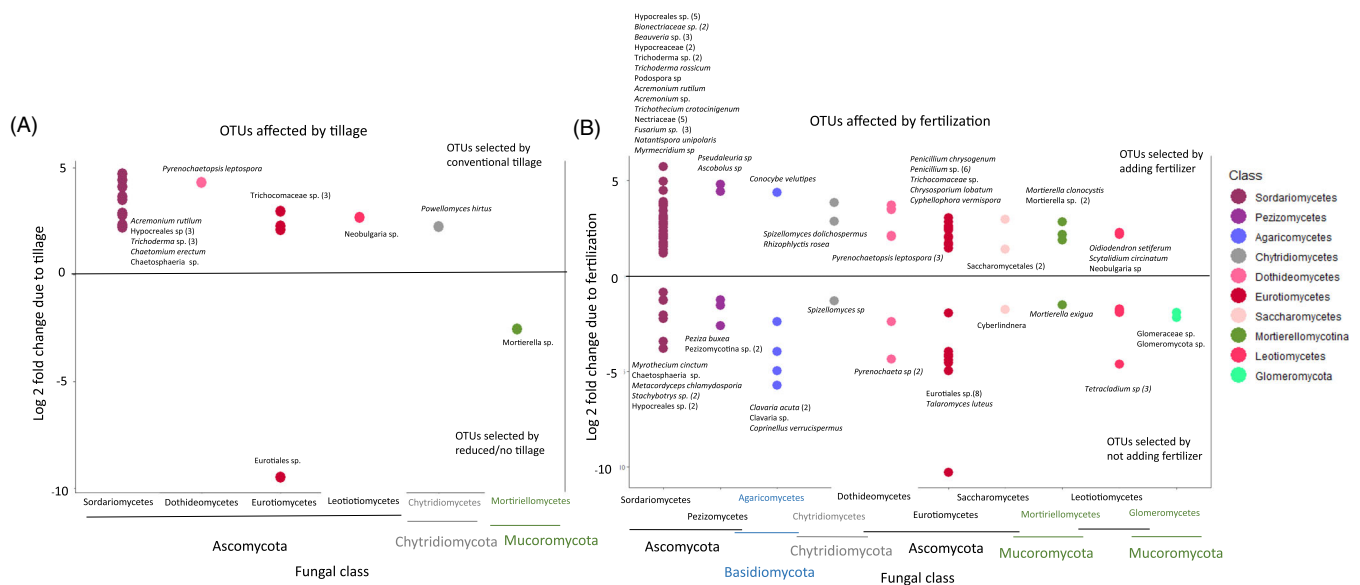 (A)
OTUs affected by tillage
OTUs selected by
conventional tillage
Log 2 fold change due to tillage
5
0
-5
-10
Pyrenochaetopsis leptospora
Trichocomaceae sp. (3)
Neobulgaria sp.
Powellomyces hirtus
Acremonium rutilum
Hypocreales sp (3)
Trichoderma sp. (3)
Chaetomium erectum
Chaetosphaeria sp.
Mortierella sp.
OTUs selected by
reduced/no tillage
Eurotiales sp.
Sordariomycetes
Dothideomycetes
Eurotiomycetes
Leotiotiomycetes
Chytridiomycetes
Mortiriellomycetes
Ascomycota
Chytridiomycota
Mucoromycota
Fungal class
(B)
OTUs affected by fertilization
Hypocreales sp. (5)
Bionectriaceae sp. (2)
Beauveria sp. (3)
Hypocreaceae (2)
Trichoderma sp. (2)
Trichoderma rossicum
Podospora sp
Acremonium rutilum
Acremonium sp.
Trichothecium crotocinigenum
Nectriaceae (5)
Fusarium sp. (3)
Natantispora unipolaris
Myrmecridium sp
Pseudaleuria sp
Ascobolus sp
Conocybe velutipes
Spizellomyces dolichospermus
Rhizophlyctis rosea
Pyrenochaetopsis leptospora (3)
Penicillium chrysogenum
Penicillium sp. (6)
Trichocomaceae sp.
Chrysosporium lobatum
Cyphellophora vermispora
Saccharomycetales (2)
Mortierella clonocystis
Mortierella sp. (2)
OTUs selected by
adding fertilizer
Oidiodendron setiferum
Scytalidium circinatum
Neobulgaria sp
Log 2 fold change due to fertilization
5
0
-5
-10
10
Myrothecium cinctum
Chaetosphaeria sp.
Metacordyceps chlamydosporia
Stachybotrys sp. (2)
Hypocreales sp. (2)
Peziza buxea
Pezizomycotina sp. (2)
Clavaria acuta (2)
Clavaria sp.
Coprinellus verrucispermus
Spizellomyces sp
Pyrenochaeta sp (2)
Eurotiales sp.(8)
Talaromyces luteus
Cyberlindnera
Mortierella exigua
Tetracladium sp (3)
Glomeraceae sp.
Glomeromycota sp.
OTUs selected by
not adding fertilizer
Sordariomycetes
Pezizomycetes
Agaricomycetes
Chytridiomycetes
Dothideomycetes
Eurotiomycetes
Saccharomycetes
Mortiriellomycetes
Leotiotiomycetes
Glomeromycetes
Ascomycota
Basidiomycota
Chytridiomycota
Ascomycota
Mucoromycota
Mucoromycota
Fungal class
Class
Sordariomycetes
Pezizomycetes
Agaricomycetes
Chytridiomycetes
Dothideomycetes
Eurotiomycetes
Saccharomycetes
Mortierellomycotina
Leotiomycetes
Glomeromycota